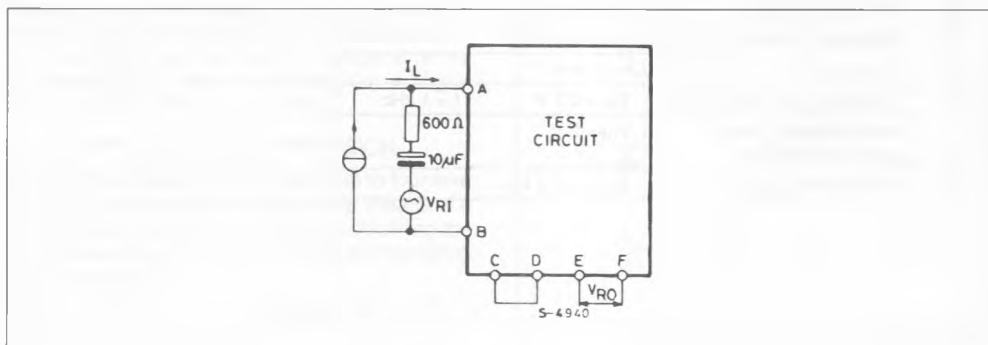 I_L
A
600Ω
10µF
V_RI
B
TEST
CIRCUIT
C D E F
V_RO
S-4940